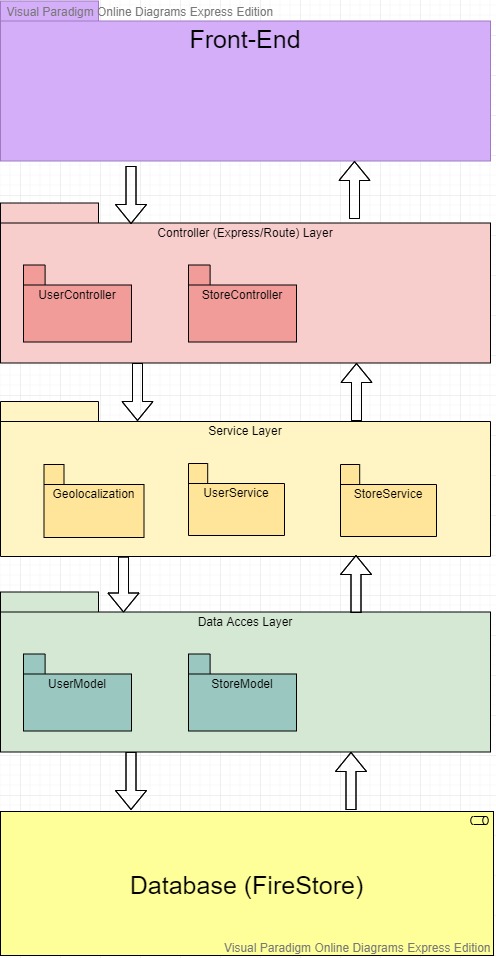 Visual Paradigm Online Diagrams Express Edition
Front-End
Controller (Express/Route) Layer
UserController
StoreController
Service Layer
Geolocalization
UserService
StoreService
Data Acces Layer
UserModel
StoreModel
Database (FireStore)
Visual Paradigm Online Diagrams Express Edition